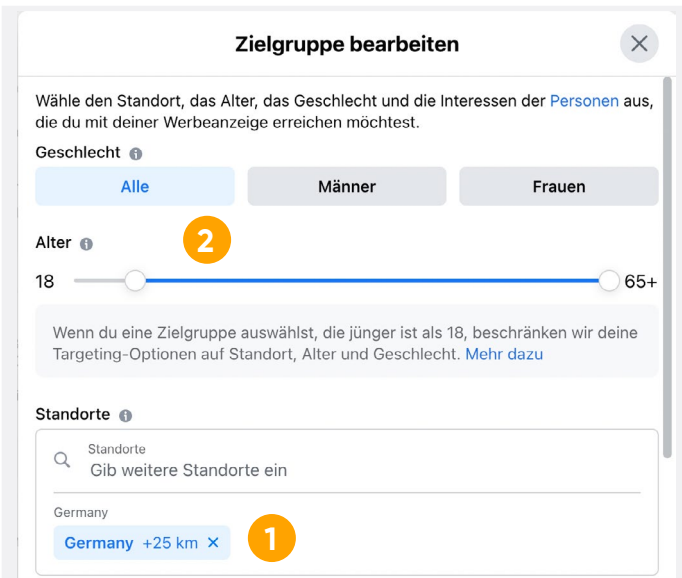 Zielgruppe bearbeiten
Wähle den Standort, das Alter, das Geschlecht und die Interessen der Personen aus,
die du mit deiner Werbeanzeige erreichen möchtest.
Geschlecht
Alle Männer Frauen
2
Alter
18 65+
Wenn du eine Zielgruppe auswählst, die jünger ist als 18, beschränken wir deine
Targeting-Optionen auf Standort, Alter und Geschlecht. Mehr dazu
Standorte
Standorte
Gib weitere Standorte ein
Germany
Germany +25 km × 1